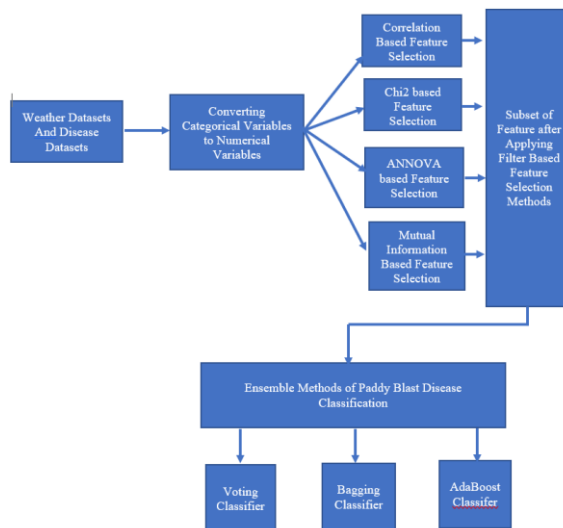 Weather Datasets
And Disease
Datasets
Converting
Categorical Variables
to Numerical
Variables
Correlation
Based Feature
Selection
Chi2 based
Feature
Selection
ANNOVA
based Feature
Selection
Mutual
Information
Based Feature
Selection
Subset of
Feature after
Applying
Filter Based
Feature
Selection
Methods
Ensemble Methods of Paddy Blast Disease
Classification
Voting
Classifier
Bagging
Classifier
AdaBoost
Classifer